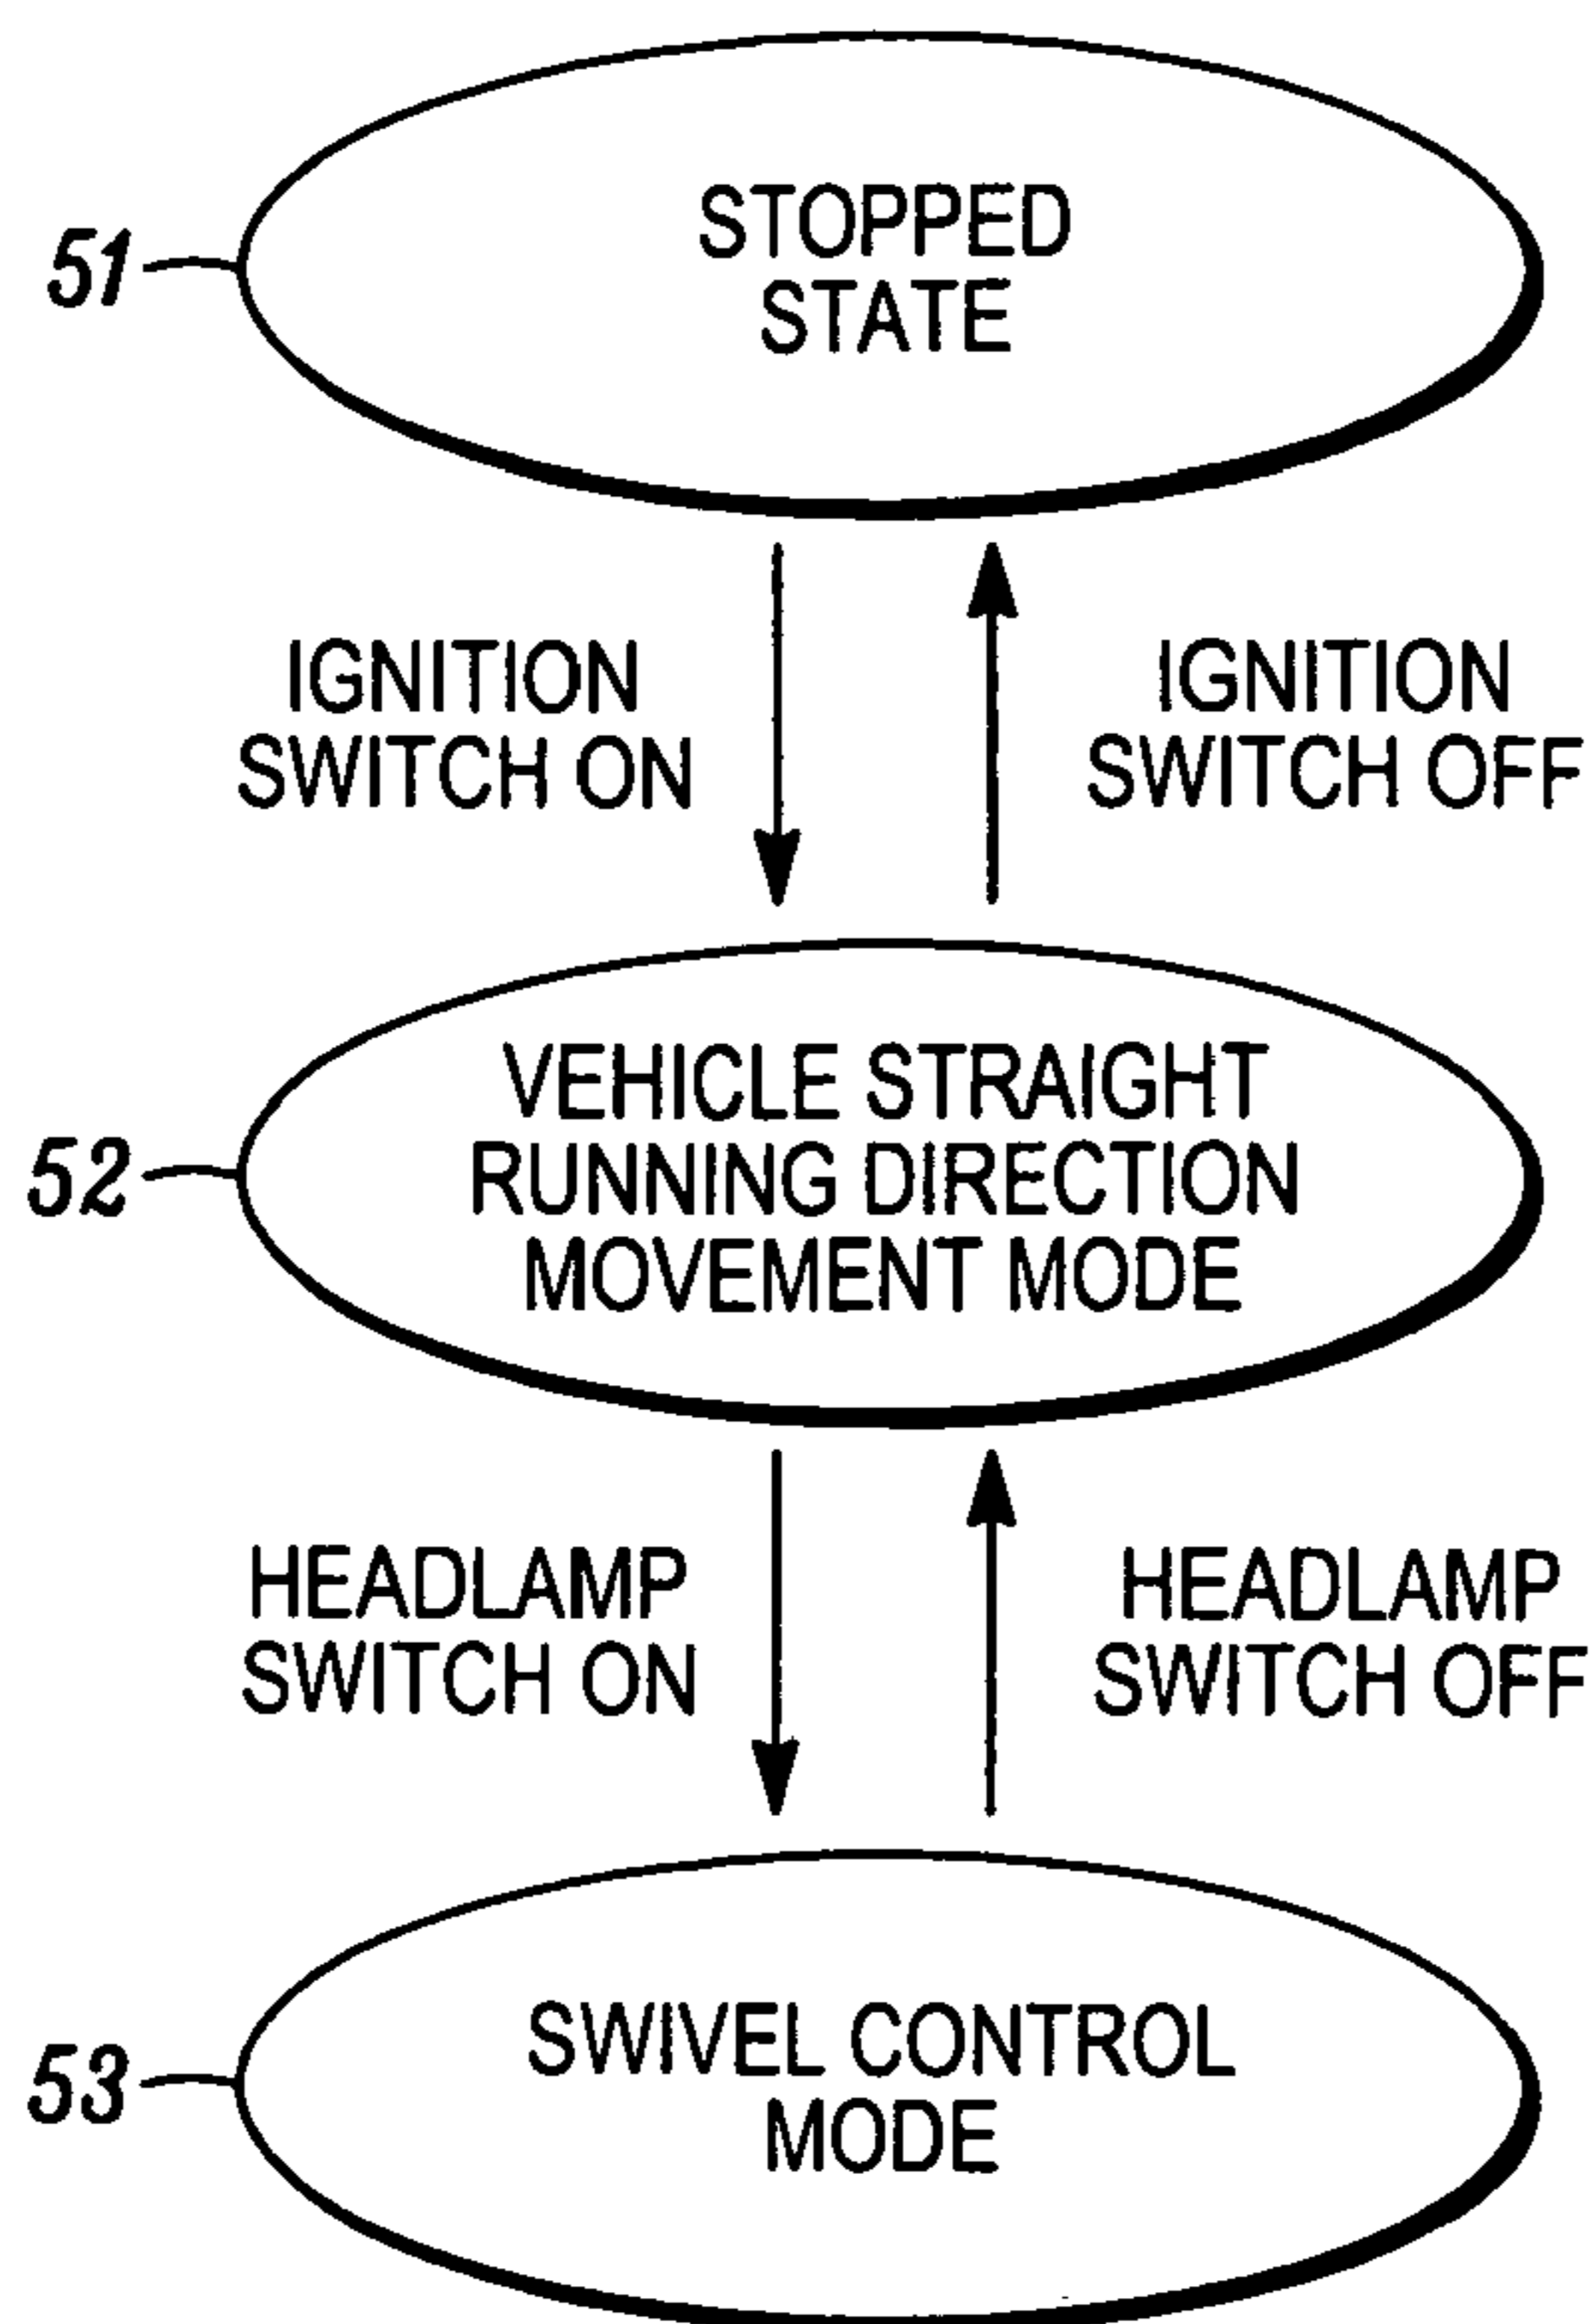 51
STOPPED
STATE
IGNITION
SWITCH ON
IGNITION
SWITCH OFF
52
VEHICLE STRAIGHT
RUNNING DIRECTION
MOVEMENT MODE
HEADLAMP
SWITCH ON
HEADLAMP
SWITCH OFF
53
SWIVEL CONTROL
MODE